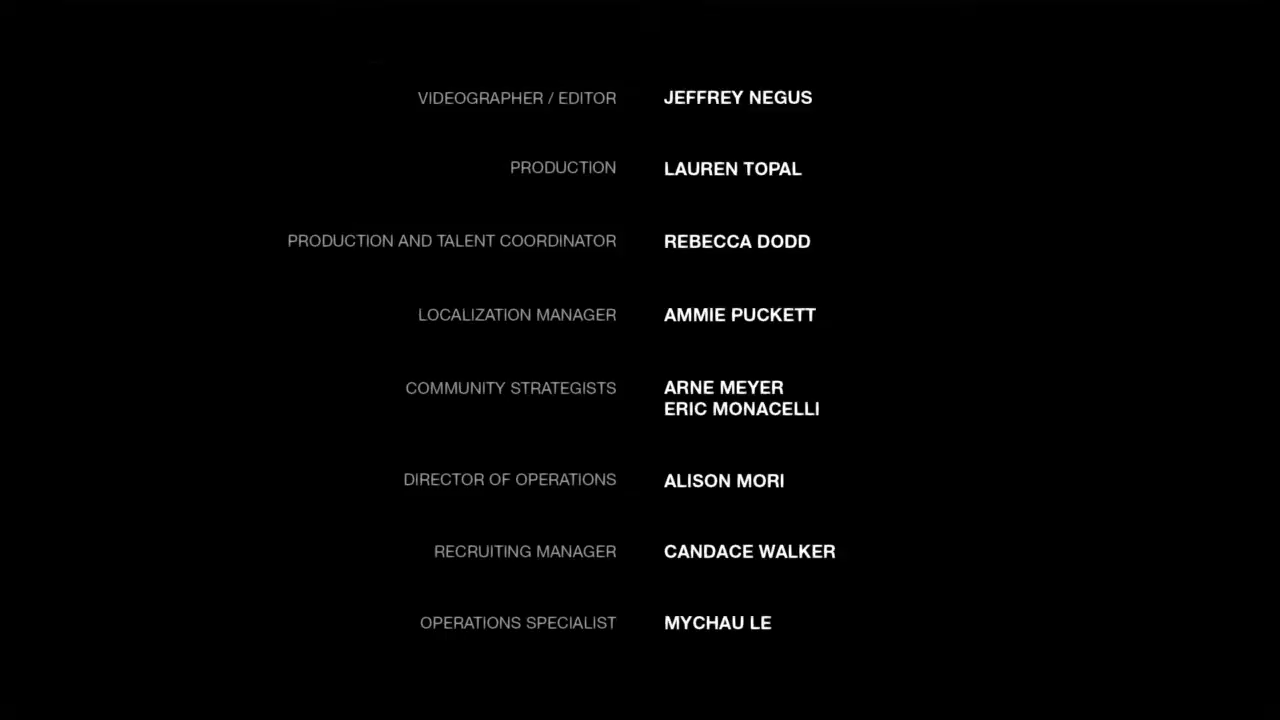 VIDEOGRAPHER / EDITOR JEFFREY NEGUS
PRODUCTION LAUREN TOPAL
PRODUCTION AND TALENT COORDINATOR REBECCA DODD
LOCALIZATION MANAGER AMMIE PUCKETT
COMMUNITY STRATEGISTS ARNE MEYER
ERIC MONACELLI
DIRECTOR OF OPERATIONS ALISON MORI
RECRUITING MANAGER CANDACE WALKER
OPERATIONS SPECIALIST MYCHAU LE